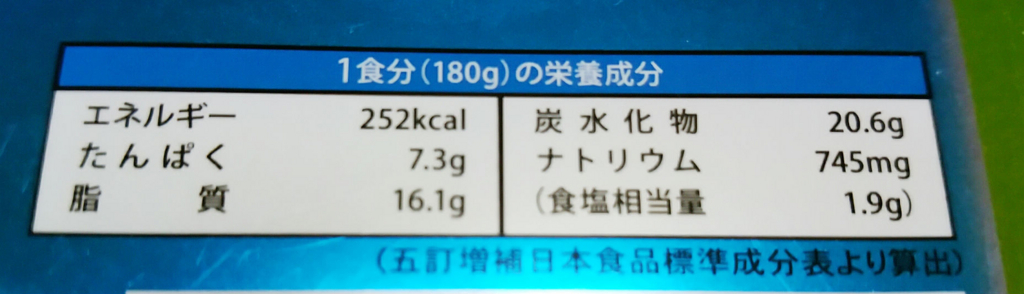 1食分(180g)の栄養成分
エネルギー 252kcal
たんぱく 7.3g
脂質 16.1g
炭水化物 20.6g
ナトリウム 745mg
(食塩相当量 1.9g)
(五訂増補日本食品標準成分表より算出)